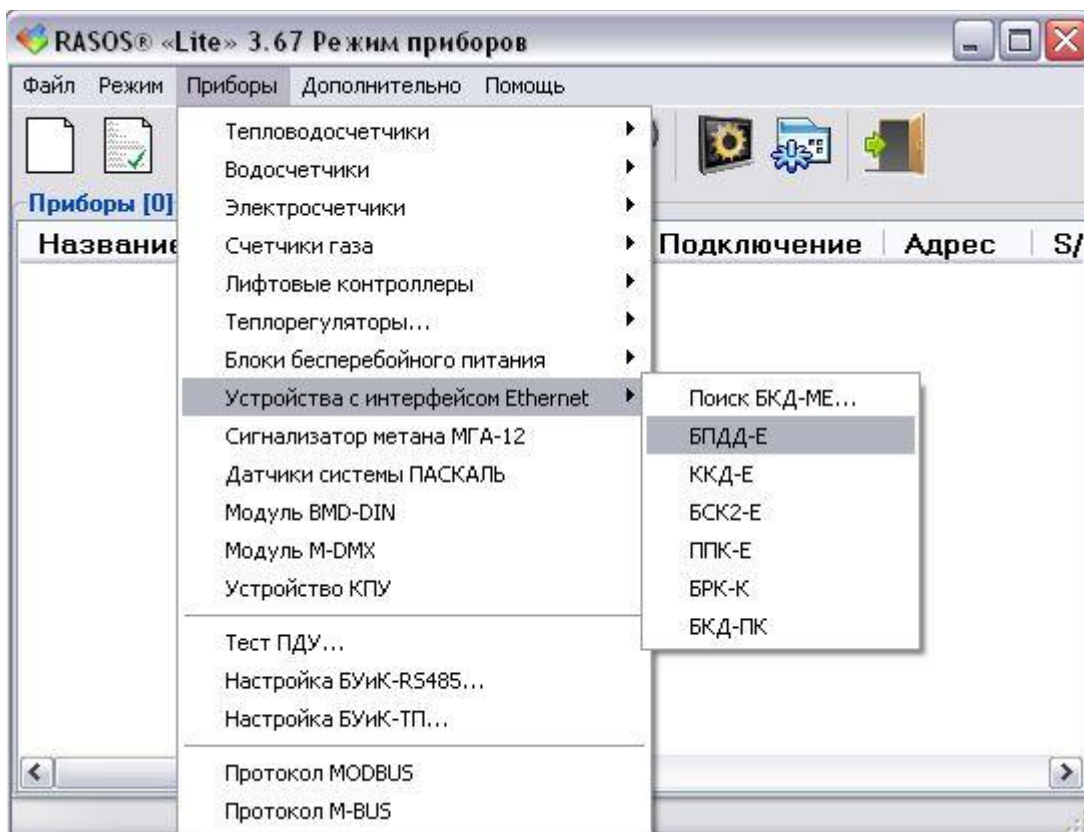 RASOS® «Lite» 3.67 Режим приборов
Файл Режим Приборы Дополнительно Помощь
Приборы [0]
Название Подключение Адрес S/
Тепловодосчетчики
Водосчетчики
Электросчетчики
Счетчики газа
Лифтовые контроллеры
Теплорегуляторы...
Блоки бесперебойного питания
Устройства с интерфейсом Ethernet
Сигнализатор метана МГА-12
Датчики системы ПАСКАЛЬ
Модуль BMD-DIN
Модуль M-DMX
Устройство КПУ
Тест ПДУ...
Настройка БУиК-RS485...
Настройка БУиК-ТП...
Протокол MODBUS
Протокол M-BUS
Поиск БКД-МЕ...
БПДД-Е
ККД-Е
БСК2-Е
ППК-Е
БРК-К
БКД-ПК